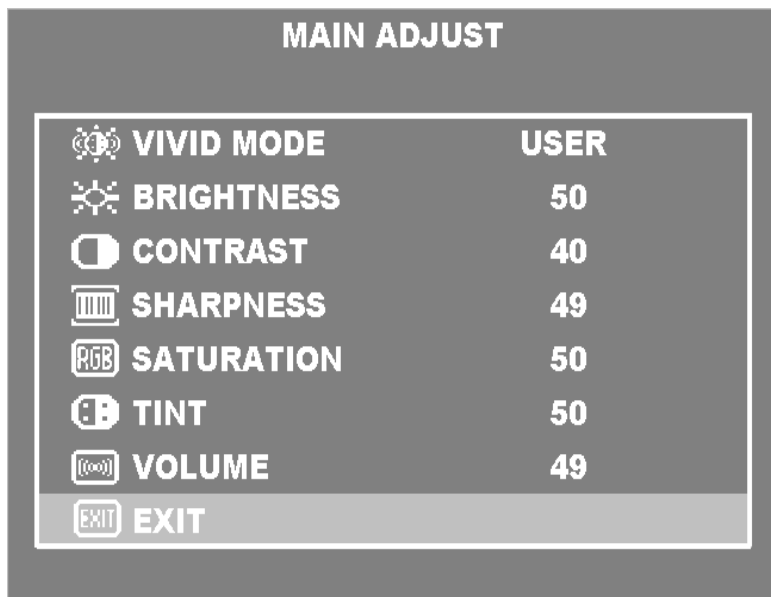 MAIN ADJUST
VIVID MODE USER
BRIGHTNESS 50
CONTRAST 40
SHARPNESS 49
RGB SATURATION 50
TINT 50
VOLUME 49
EXIT EXIT